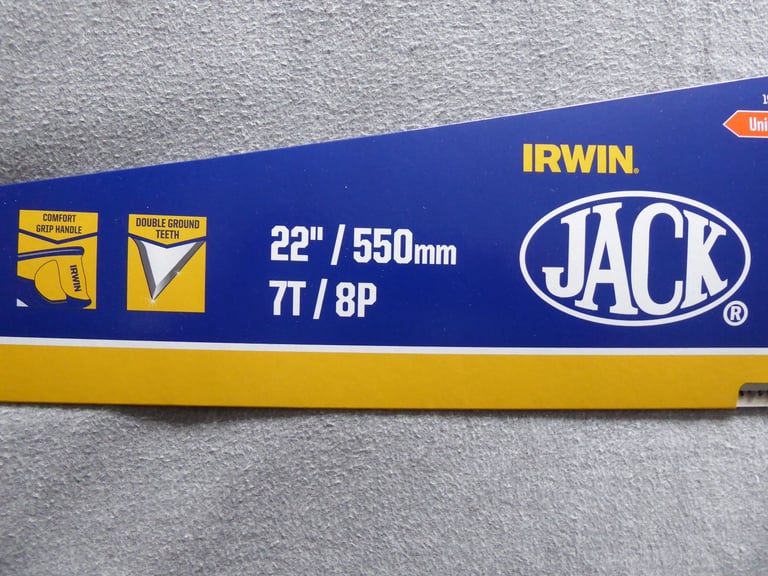 IRWIN®
JACK®
COMFORT
GRIP HANDLE
IRWIN
DOUBLE GROUND
TEETH
22" / 550mm
7T / 8P